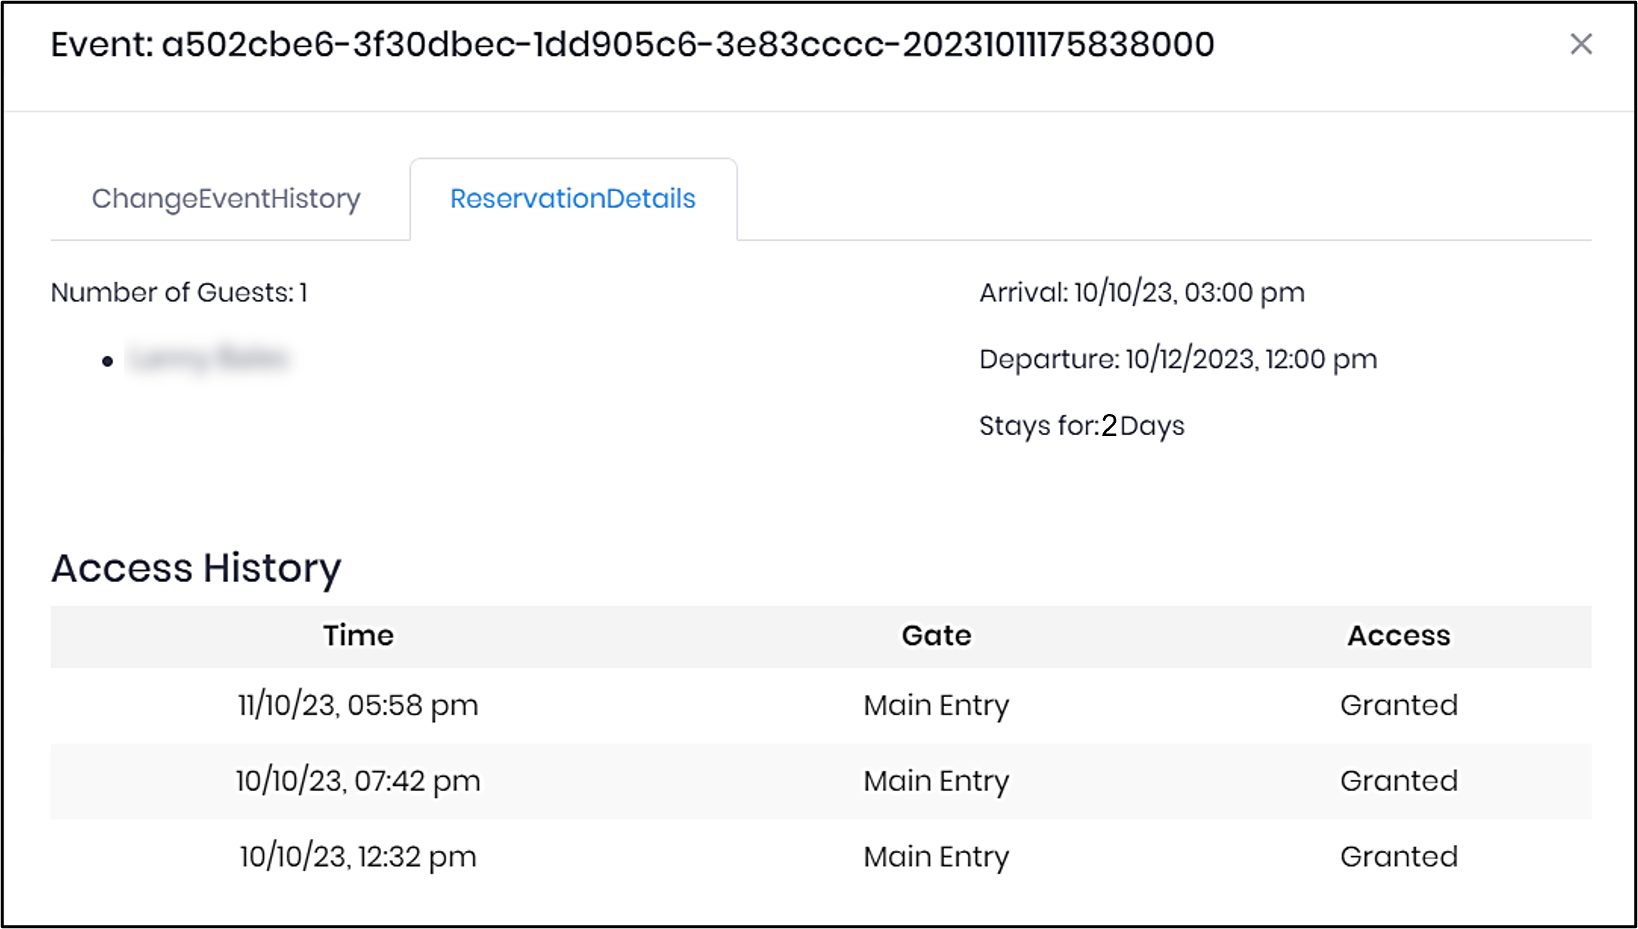 Event: a502cbe6-3f30dbec-1dd905c6-3e83cccc-20231011175838000
ChangeEventHistory ReservationDetails
Number of Guests: 1 Arrival: 10/10/23, 03:00 pm
Departure: 10/12/2023, 12:00 pm
Stays for:2Days
Access History
Time Gate Access
11/10/23, 05:58 pm Main Entry Granted
10/10/23, 07:42 pm Main Entry Granted
10/10/23, 12:32 pm Main Entry Granted